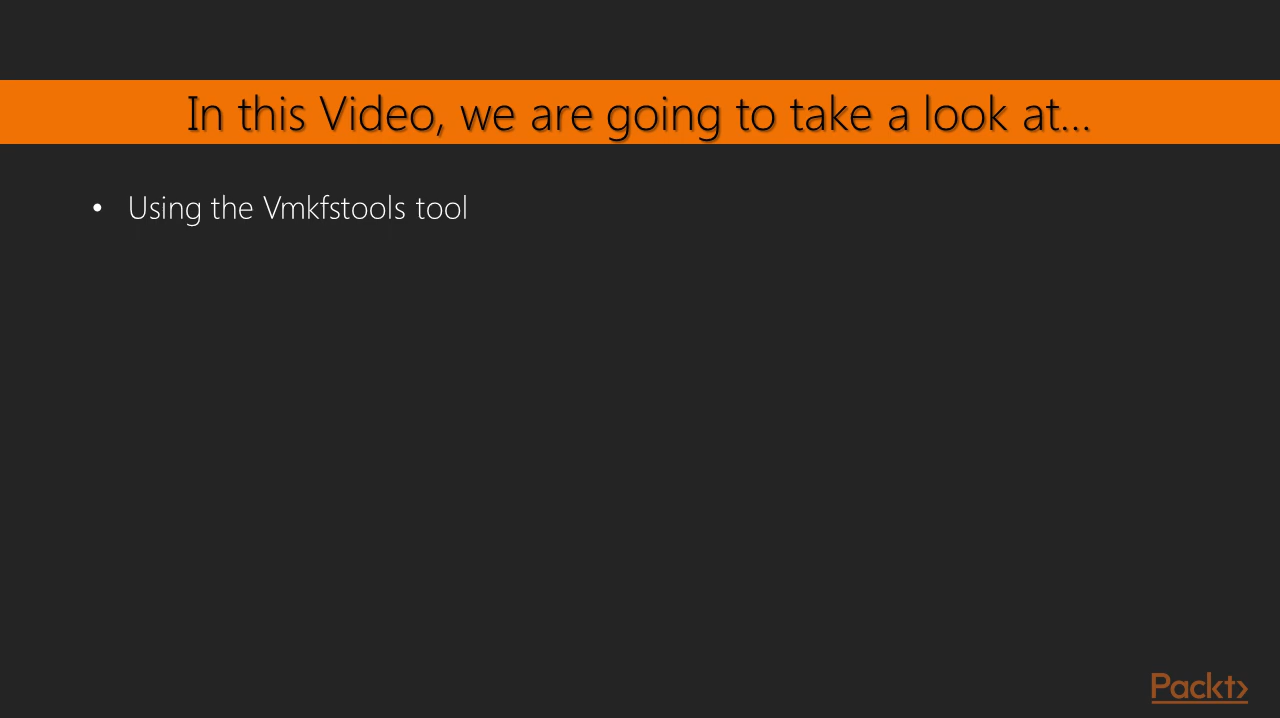 In this Video, we are going to take a look at...
• Using the Vmkfstools tool
Packt>